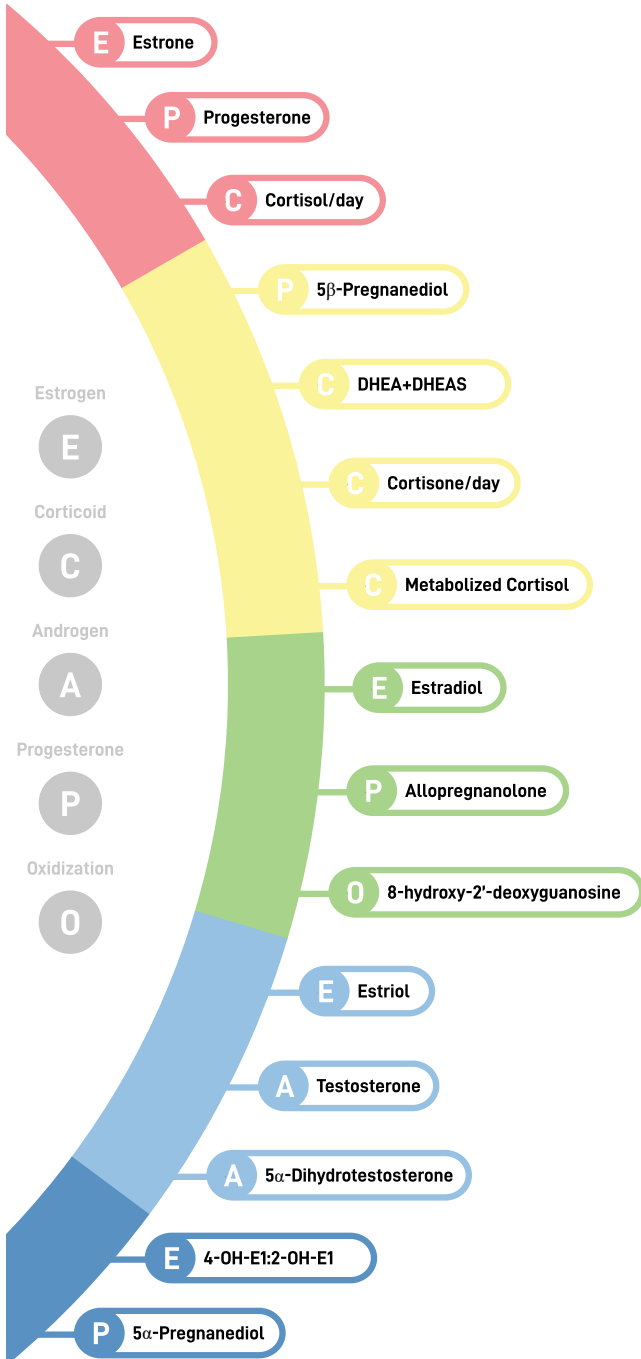 E Estrone
P Progesterone
C Cortisol/day
P 5β-Pregnanediol
C DHEA+DHEAS
C Cortisone/day
C Metabolized Cortisol
E Estradiol
P Allopregnanolone
O 8-hydroxy-2’-deoxyguanosine
E Estriol
A Testosterone
A 5α-Dihydrotestosterone
E 4-OH-E1:2-OH-E1
P 5α-Pregnanediol
Estrogen
E
Corticoid
C
Androgen
A
Progesterone
P
Oxidization
O